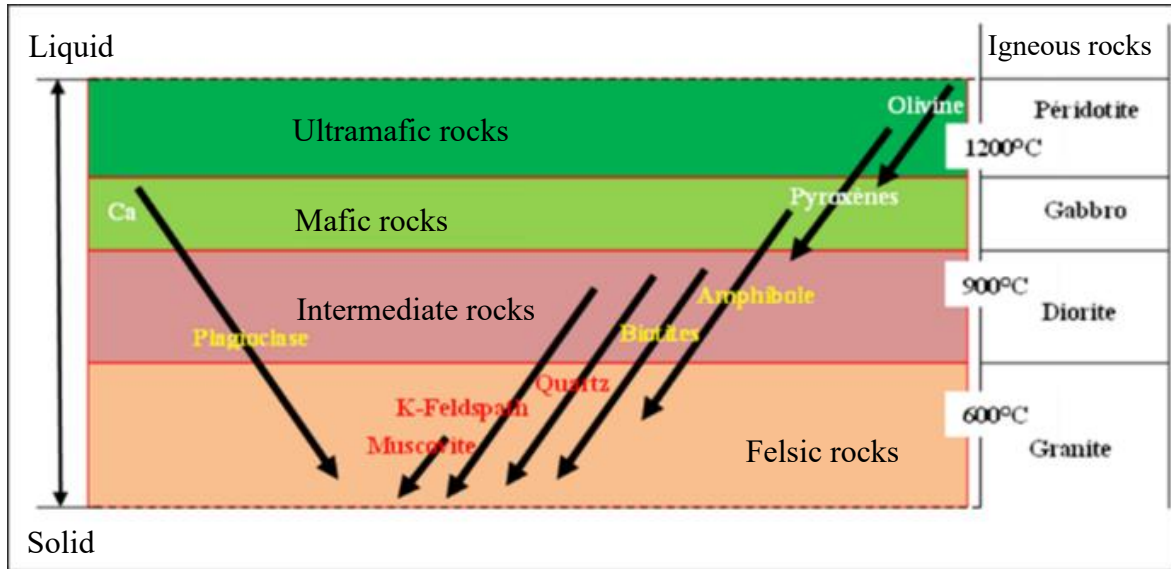 Liquid
Igneous rocks
Olivine
Péridotite
Ultramafic rocks
1200°C
Ca
Pyroxènes
Mafic rocks
Gabbro
900°C
Amphibole
Intermediate rocks
Diorite
Plagioclase
Biotites
Quartz
K-Feldspath
600°C
Muscovite
Felsic rocks
Granite
Solid